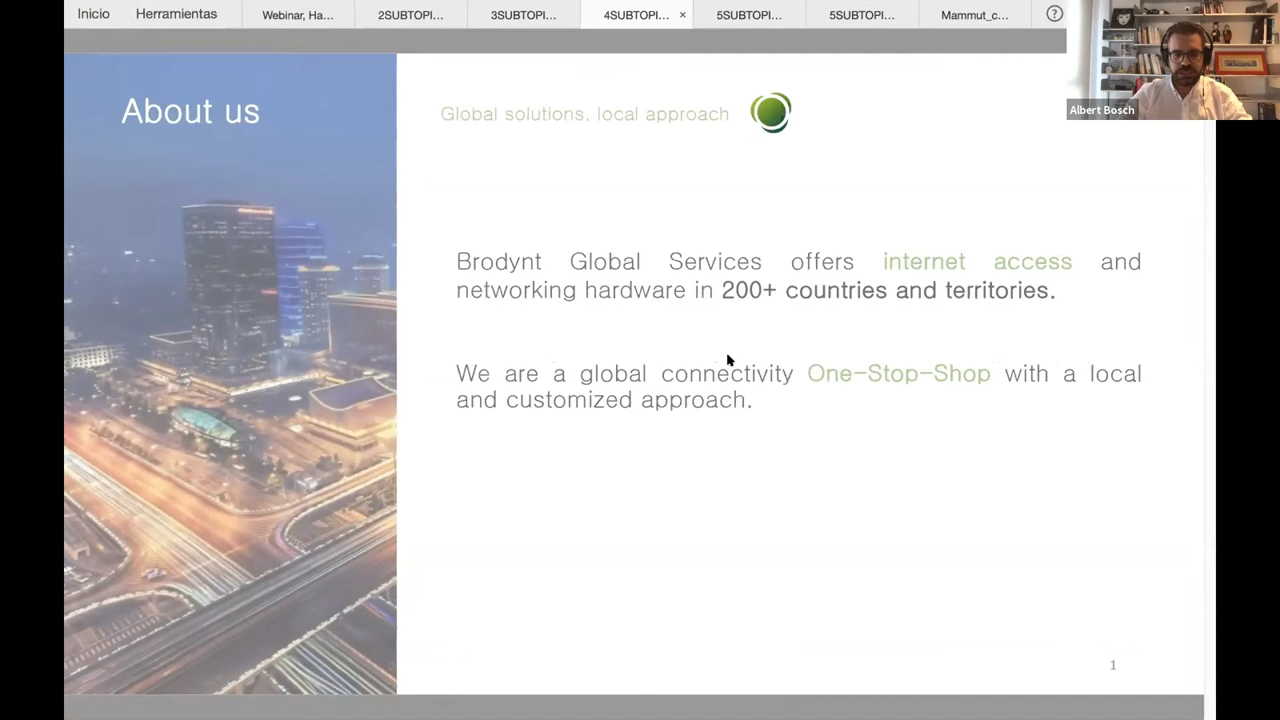 Inicio
Herramientas
Webinar, Ha...
2SUBTOPI...
3SUBTOPI...
4SUBTOPI... ×
5SUBTOPI...
5SUBTOPI...
Mammut_c...
?
Albert Bosch
About us
Global solutions, local approach
Brodynt Global Services offers internet access and
networking hardware in 200+ countries and territories.
We are a global connectivity One-Stop-Shop with a local
and customized approach.
1